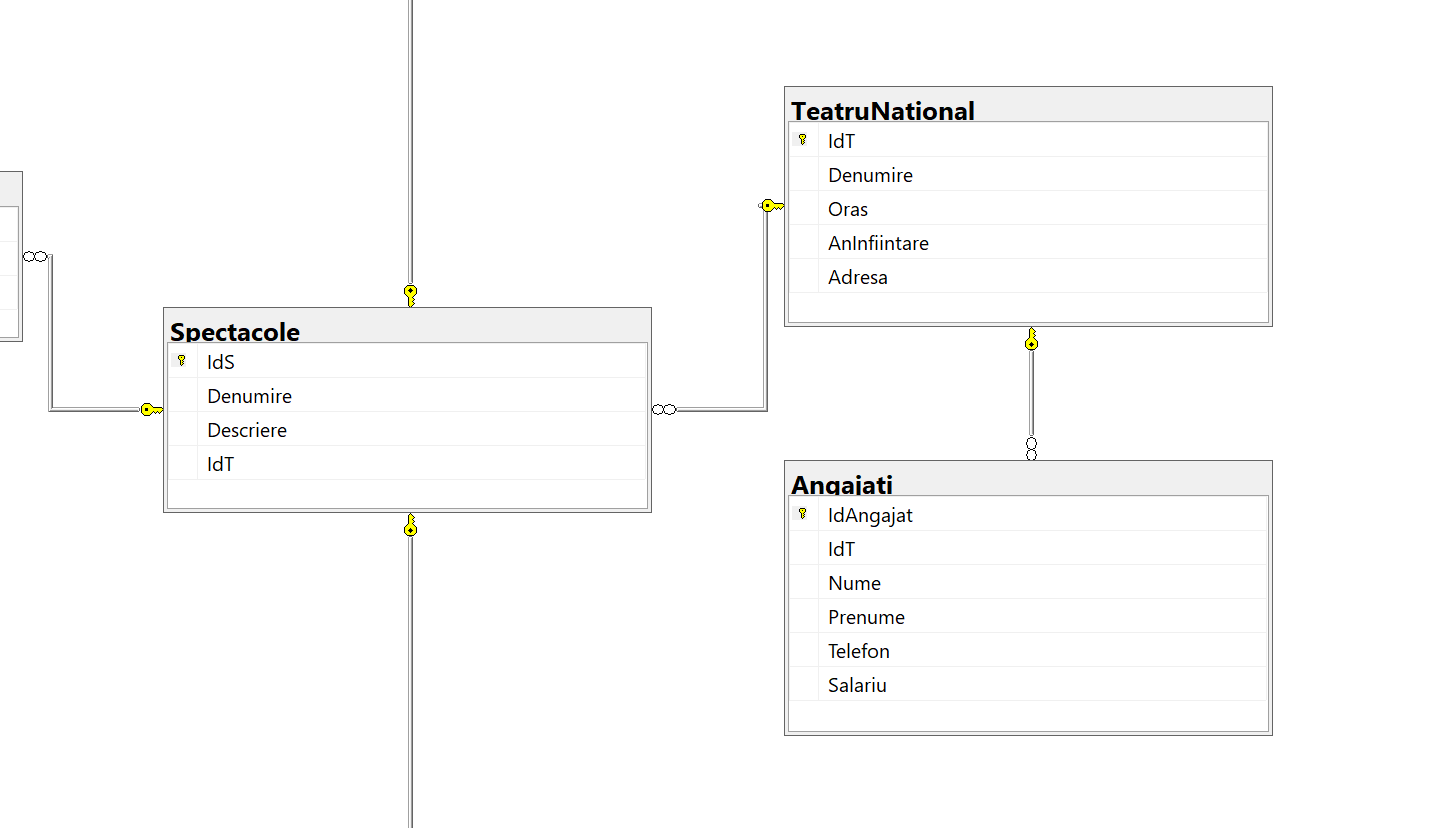 TeatruNational
IdT
Denumire
Oras
AnInfiintare
Adresa
Spectacole
IdS
Denumire
Descriere
IdT
Angajati
IdAngajat
IdT
Nume
Prenume
Telefon
Salariu